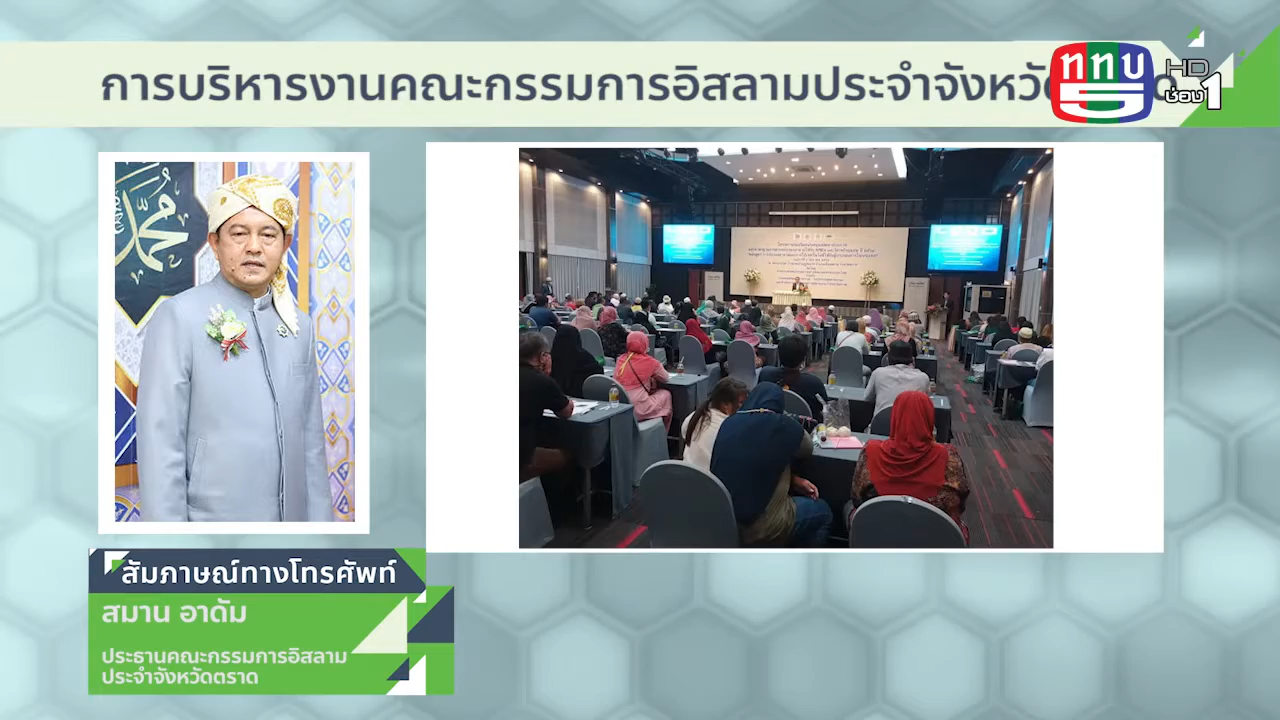 การบริหารงานคณะกรรมการอิสลามประจำจังหวัด
ททบ
5
HD
ช่อง 1
محمد
สัมภาษณ์ทางโทรศัพท์
สมาน อาดัม
ประธานคณะกรรมการอิสลาม
ประจำจังหวัดตราด